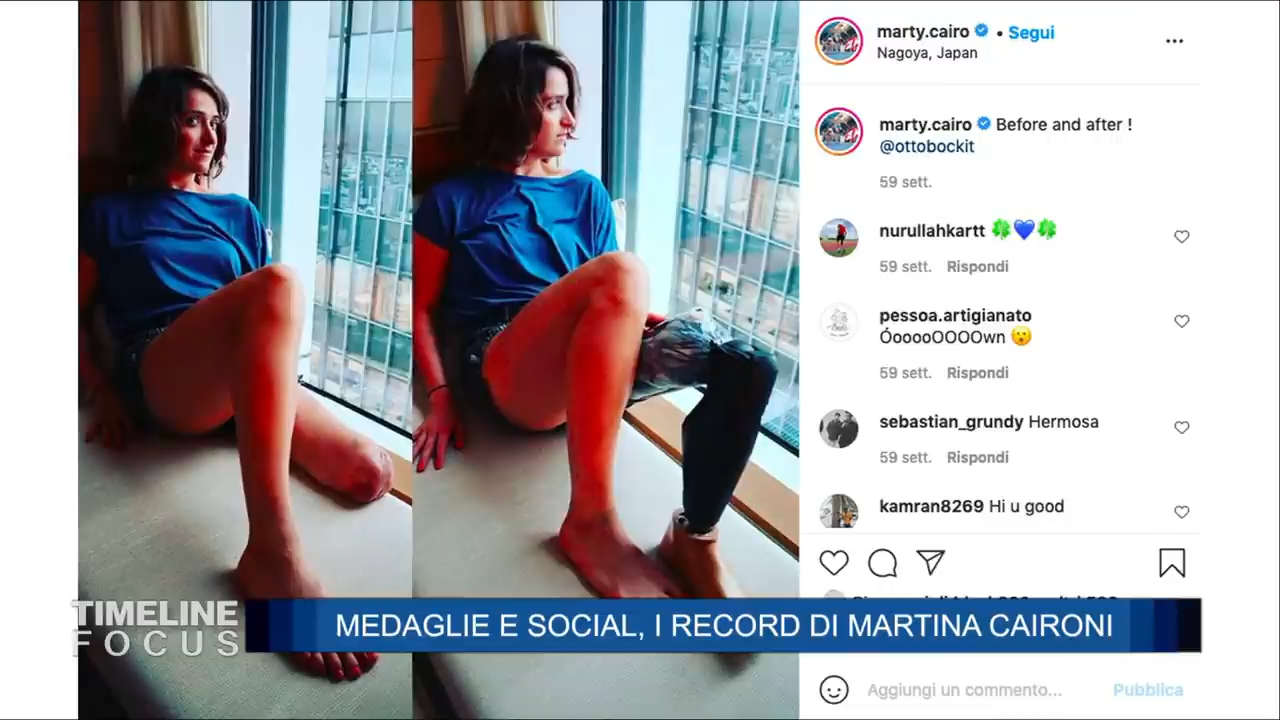 marty.cairo • Segui
Nagoya, Japan
marty.cairo Before and after !
@ottobockit
59 sett.
nurullahkartt 🍀💙🍀
59 sett. Rispondi
pessoa.artigianato
ÓooooOOOOwn 😮
59 sett. Rispondi
sebastian_grundy Hermosa
59 sett. Rispondi
kamran8269 Hi u good
TIMELINE
FOCUS
MEDAGLIE E SOCIAL, I RECORD DI MARTINA CAIRONI
Aggiungi un commento... Pubblica